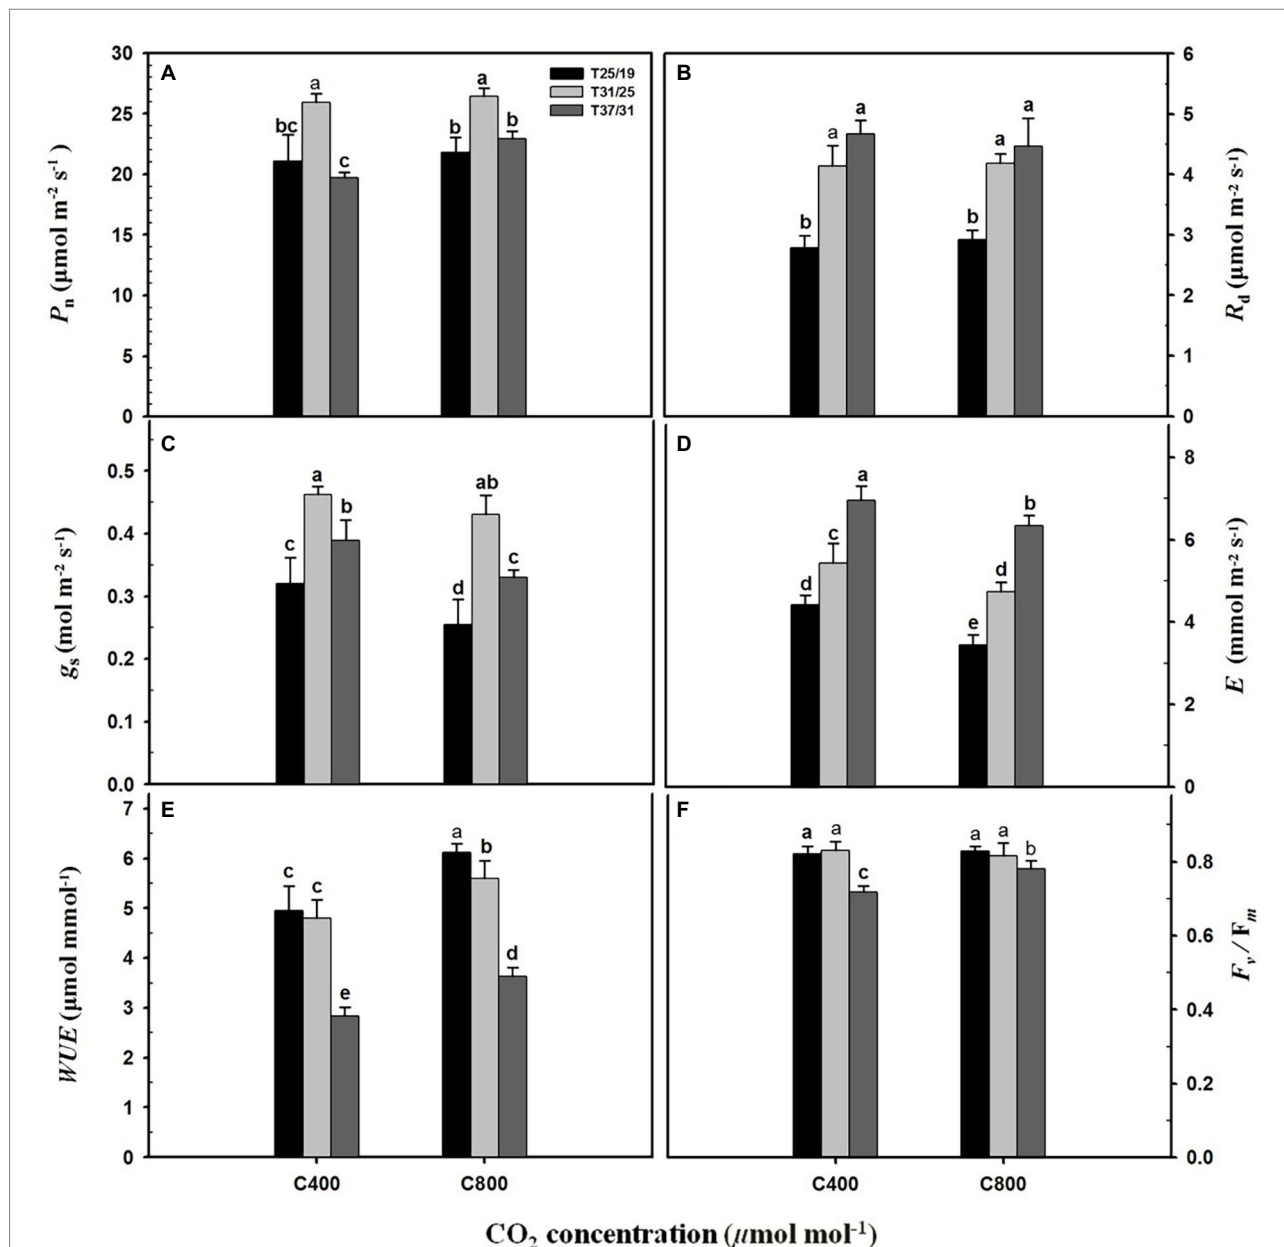 A
T25/19
T31/25
T37/31
30
25
20
15
10
5
0
Pn (µmol m-2 s-1)
bc
a
c
b
a
b
B
6
5
4
3
2
1
0
Rd (µmol m-2 s-1)
b
a
a
b
a
a
C
0.5
0.4
0.3
0.2
0.1
0.0
gs (mol m-2 s-1)
c
a
b
d
ab
c
D
8
6
4
2
0
E (mmol m-2 s-1)
d
c
a
e
d
b
E
7
6
5
4
3
2
1
0
WUE (µmol mmol-1)
c
c
e
a
b
d
C400
C800
F
0.8
0.6
0.4
0.2
0.0
Fv / Fm
a
a
c
a
a
b
C400
C800
CO2 concentration (µmol mol-1)